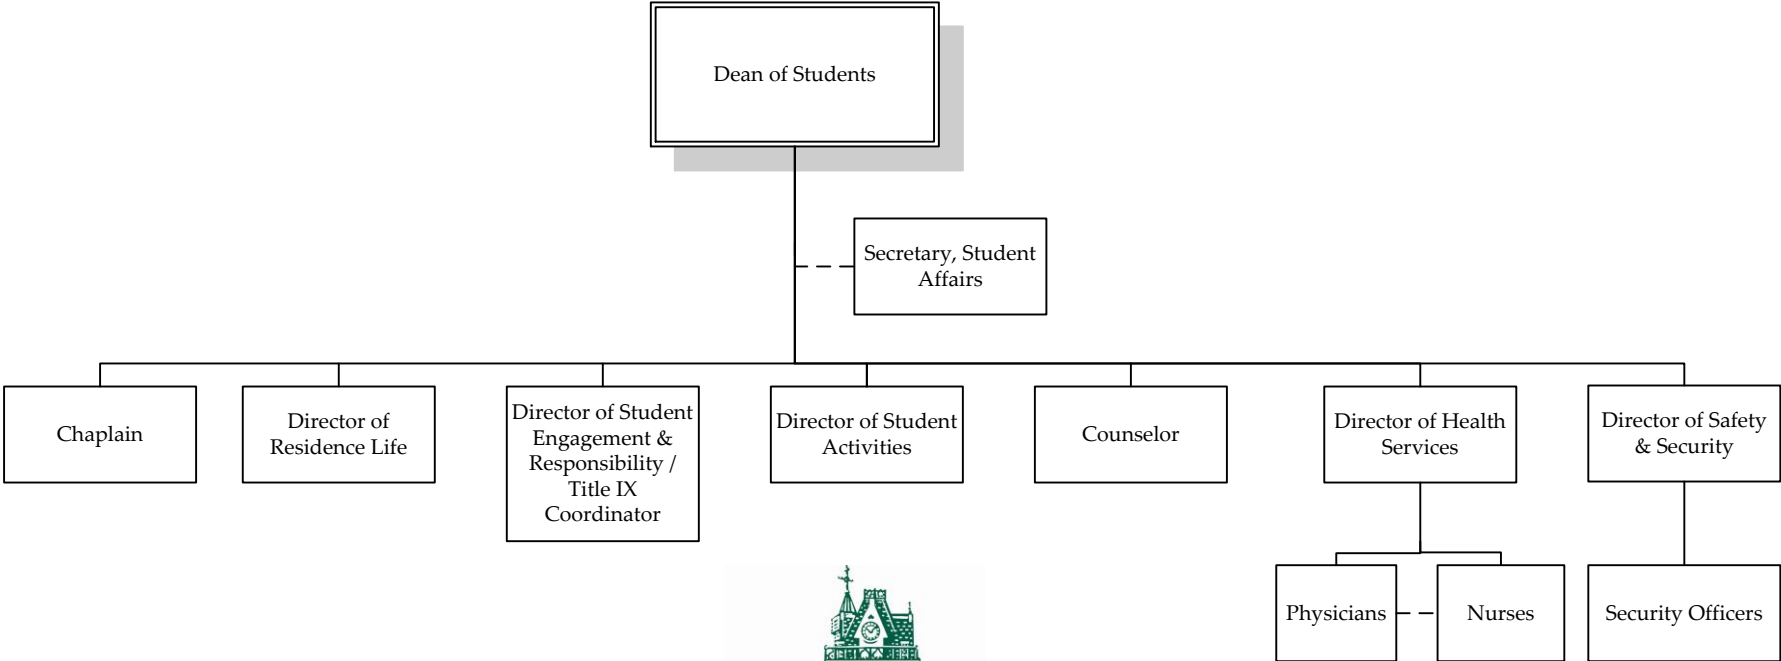 Dean of Students
Secretary, Student
Affairs
Chaplain
Director of
Residence Life
Director of Student
Engagement &
Responsibility /
Title IX
Coordinator
Director of Student
Activities
Counselor
Director of Health
Services
Director of Safety
& Security
Physicians
Nurses
Security Officers